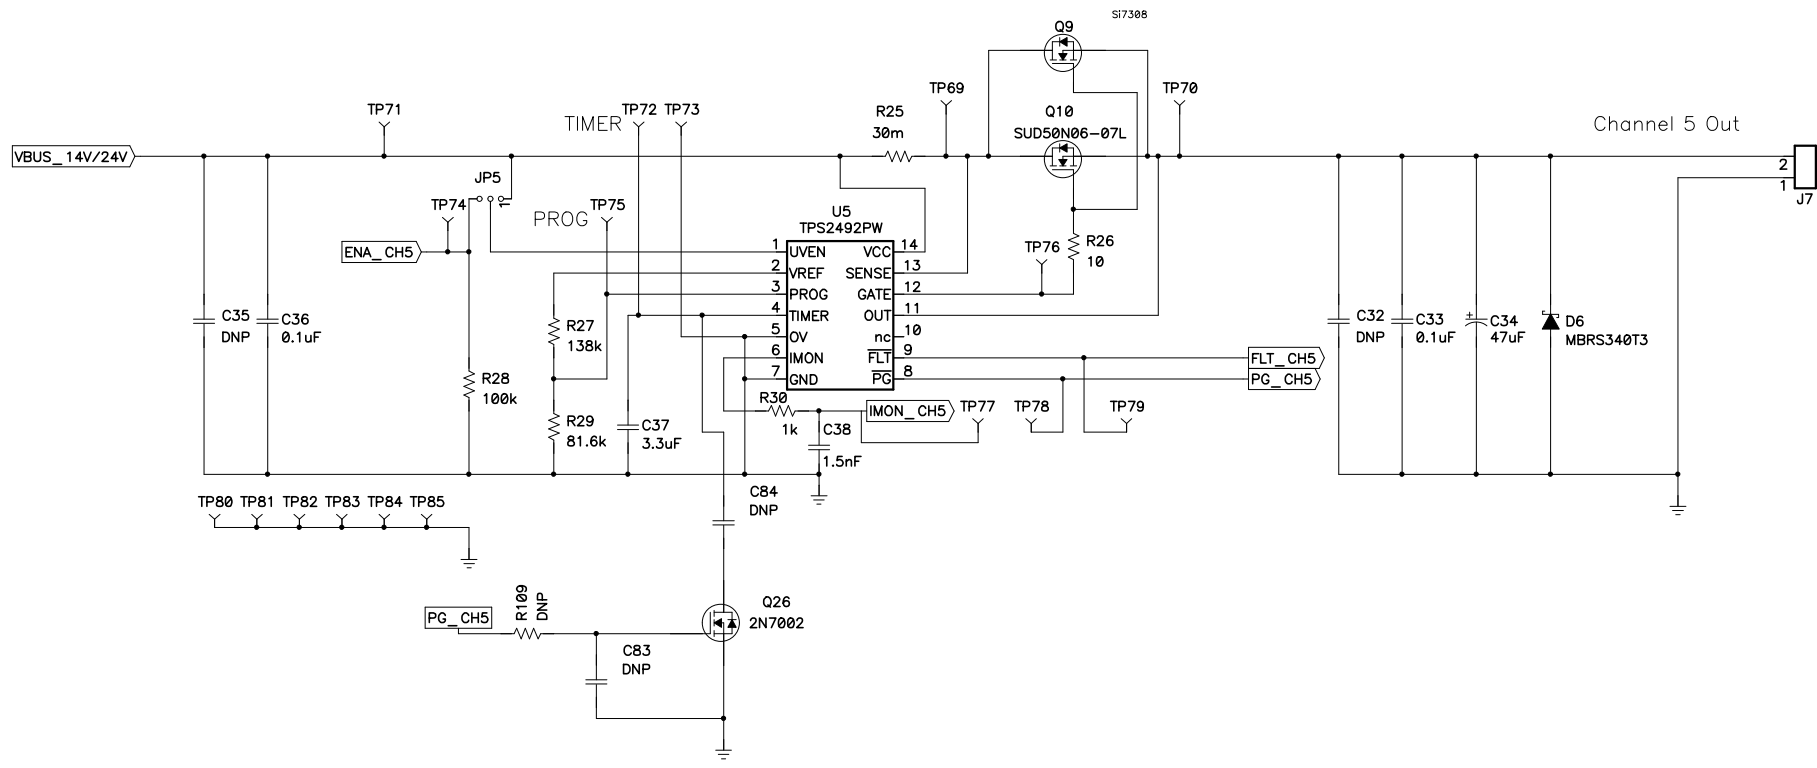 Si7308
Q9
TP71
TIMER
TP72
TP73
R25
30m
TP69
Q10
SUD50N06-07L
TP70
Channel 5 Out
VBUS_14V/24V
2
1
J7
JP5
1
TP74
ENA_CH5
PROG
TP75
U5
TPS2492PW
1 UVEN VCC 14
2 VREF SENSE 13
3 PROG GATE 12
4 TIMER OUT 11
5 OV nc 10
6 IMON FLT 9
7 GND PG 8
TP76
R26
10
C35
DNP
C36
0.1uF
R27
138k
R28
100k
R29
81.6k
C37
3.3uF
R30
1k
C38
1.5nF
IMON_CH5
TP77
TP78
TP79
FLT_CH5
PG_CH5
C32
DNP
C33
0.1uF
+
C34
47uF
D6
MBRS340T3
TP80 TP81 TP82 TP83 TP84 TP85
C84
DNP
PG_CH5
R109
DNP
Q26
2N7002
C83
DNP